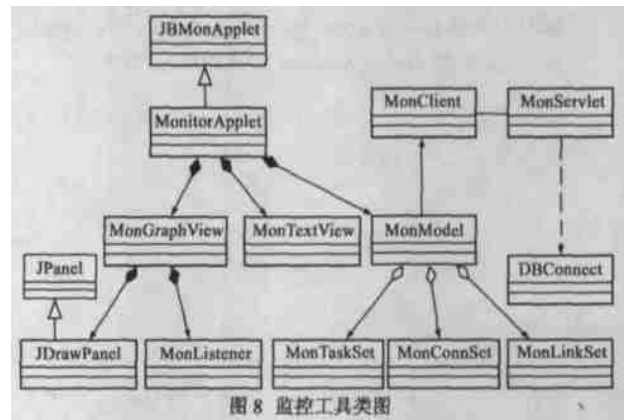 JBMonApplet
MonitorApplet
MonClient
MonServlet
MonGraphView
MonTextView
MonModel
JPanel
DBConnect
JDrawPanel
MonListener
MonTaskSet
MonConnSet
MonLinkSet
图 8 监控工具类图